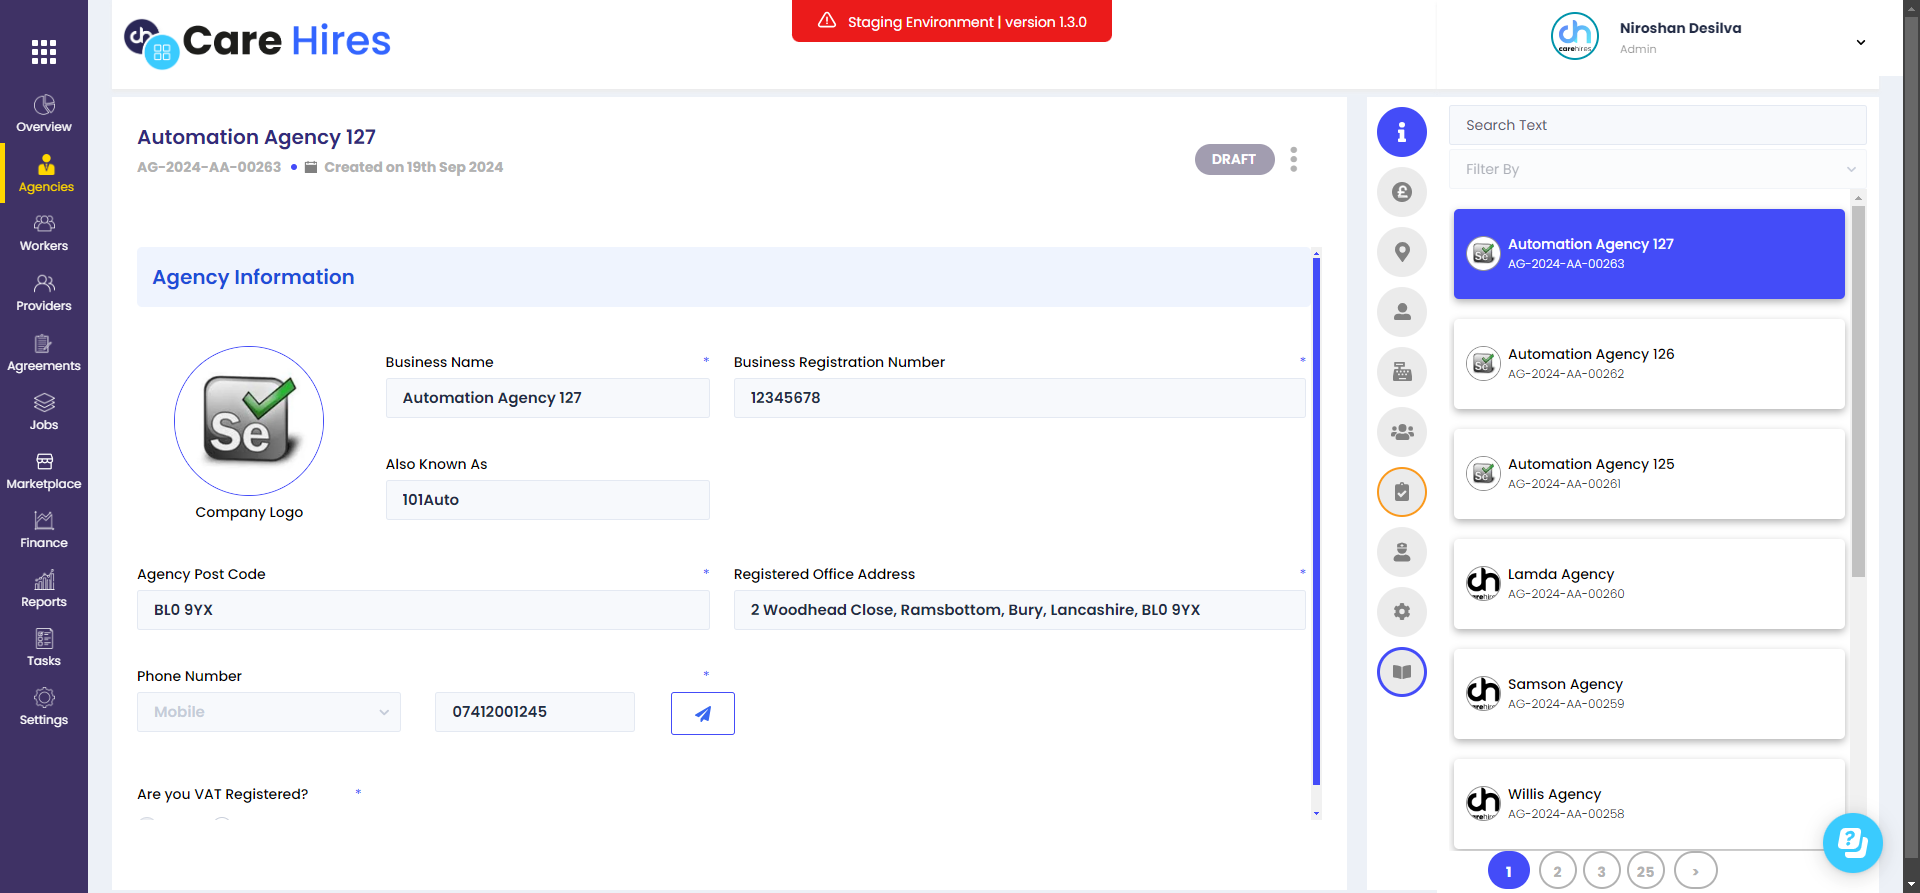 Care Hires
Staging Environment | version 1.3.0
Niroshan Desilva
Admin
Overview
Agencies
Workers
Providers
Agreements
Jobs
Marketplace
Finance
Reports
Tasks
Settings
Automation Agency 127
AG-2024-AA-00263 • Created on 19th Sep 2024
DRAFT
Agency Information
Company Logo
Se
Business Name *
Automation Agency 127
Business Registration Number *
12345678
Also Known As
101Auto
Agency Post Code *
BL0 9YX
Registered Office Address *
2 Woodhead Close, Ramsbottom, Bury, Lancashire, BL0 9YX
Phone Number *
Mobile
07412001245
Are you VAT Registered? *
Search Text
Filter By
Automation Agency 127
AG-2024-AA-00263
Automation Agency 126
AG-2024-AA-00262
Automation Agency 125
AG-2024-AA-00261
Lamda Agency
AG-2024-AA-00260
Samson Agency
AG-2024-AA-00259
Willis Agency
AG-2024-AA-00258
1 2 3 25 >